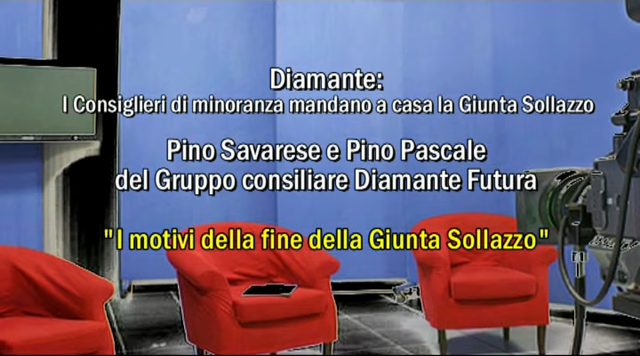 Diamante:
I Consiglieri di minoranza mandano a casa la Giunta Sollazzo
Pino Savarese e Pino Pascale
del Gruppo consiliare Diamante Futura
"I motivi della fine della Giunta Sollazzo"